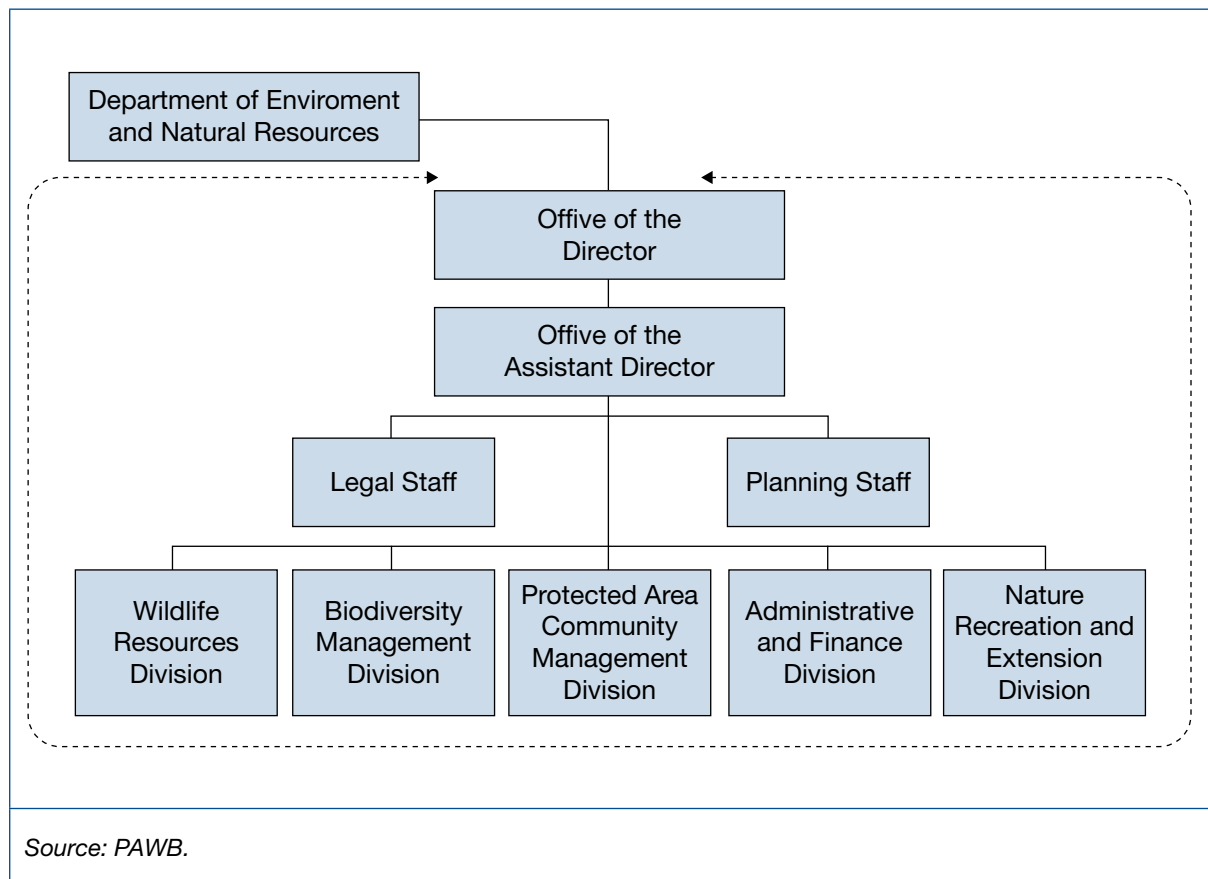 Department of Enviroment
and Natural Resources
Offive of the
Director
Offive of the
Assistant Director
Legal Staff
Planning Staff
Wildlife
Resources
Division
Biodiversity
Management
Division
Protected Area
Community
Management
Division
Administrative
and Finance
Division
Nature
Recreation and
Extension
Division
Source: PAWB.